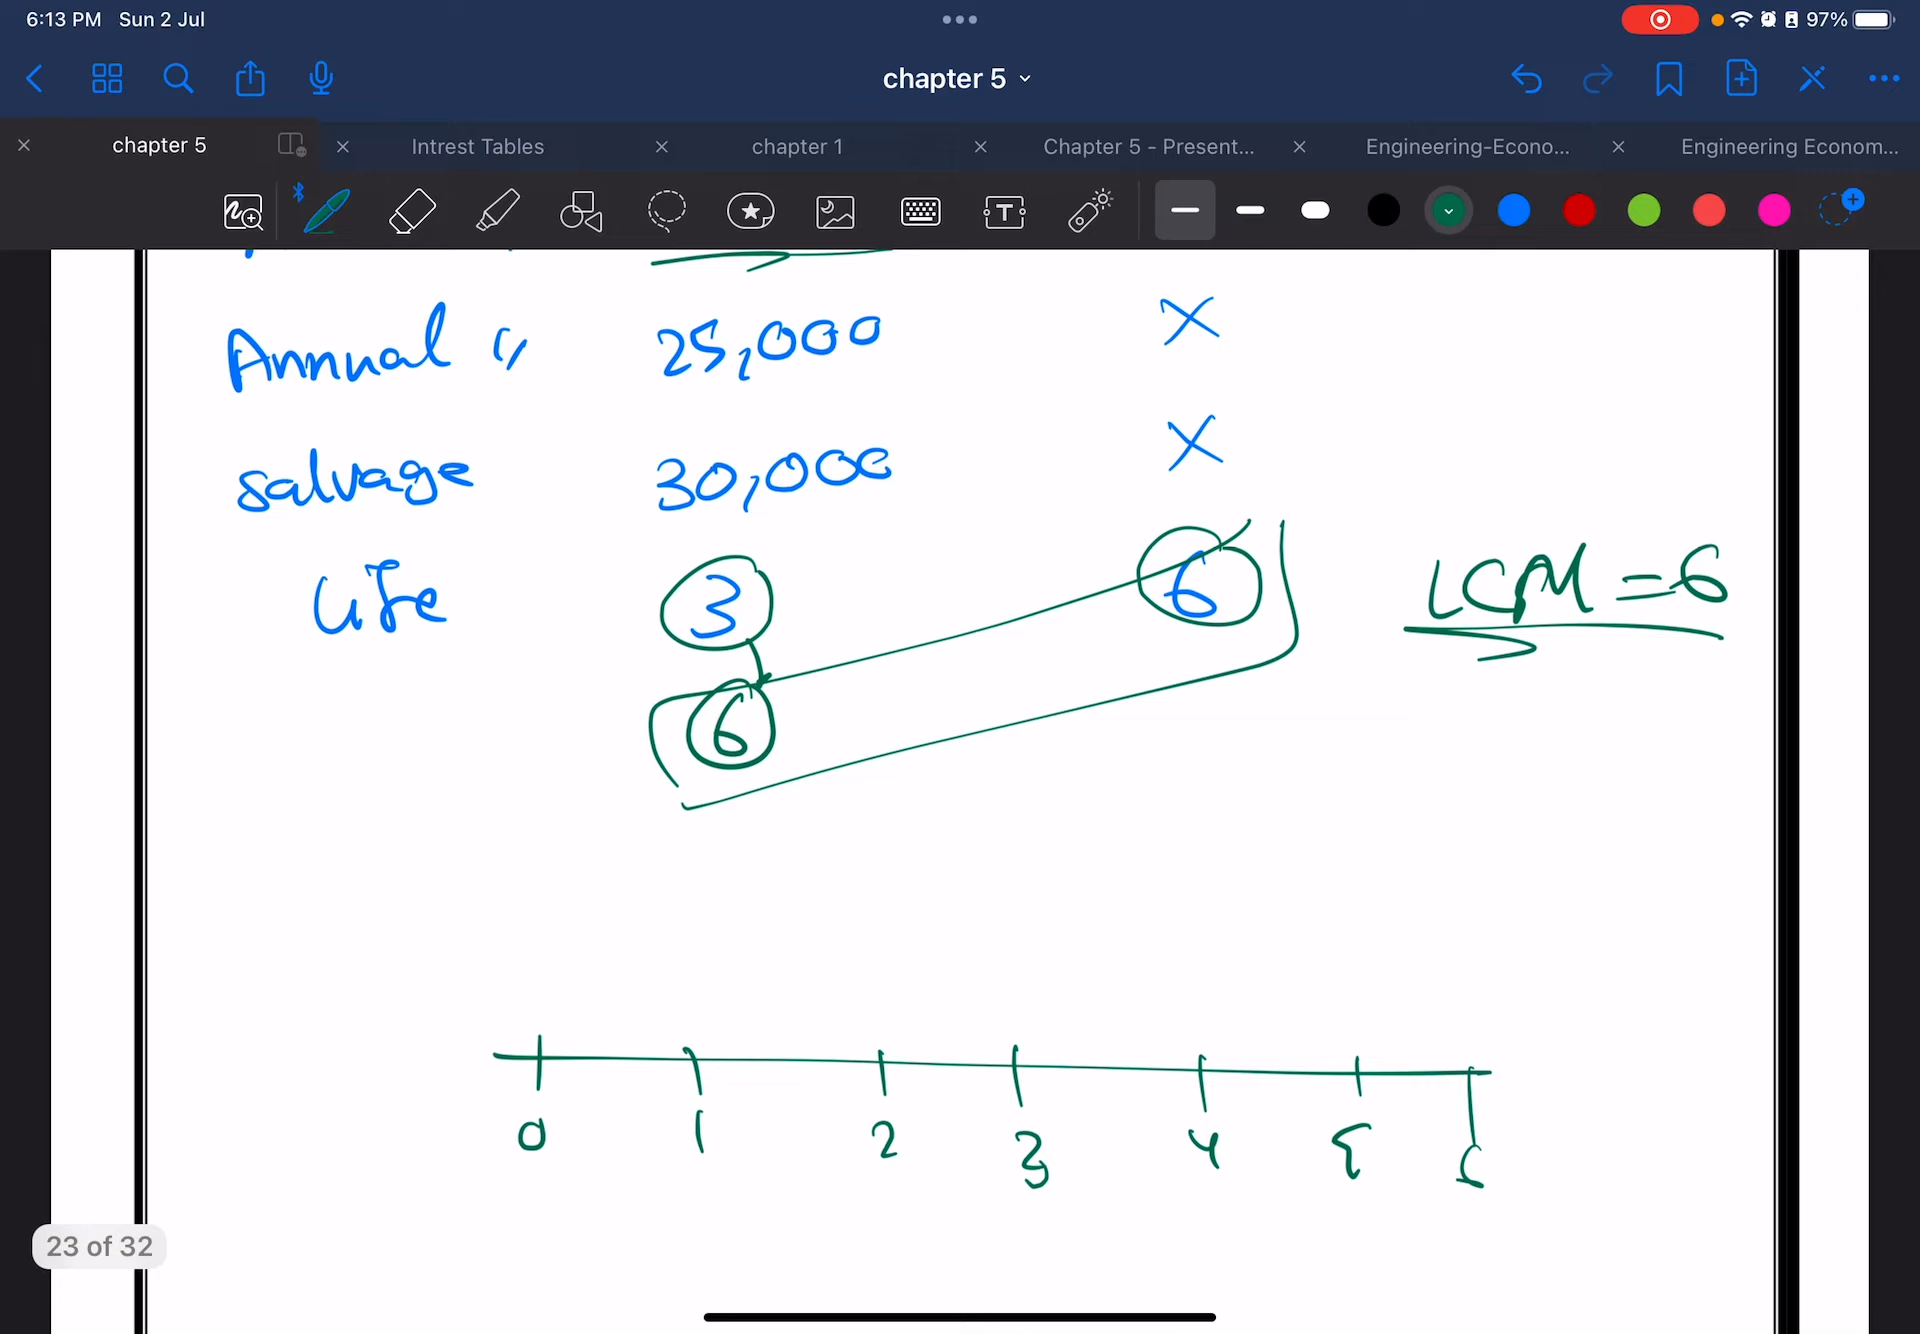 6:13 PM Sun 2 Jul
97%
chapter 5
chapter 5
Intrest Tables
chapter 1
Chapter 5 - Present...
Engineering-Econo...
Engineering Econom...
T
Annual " 25,000 X
salvage 30,000 X
Life 3 6 LCM = 6
6
0 1 2 3 4 5 6
23 of 32